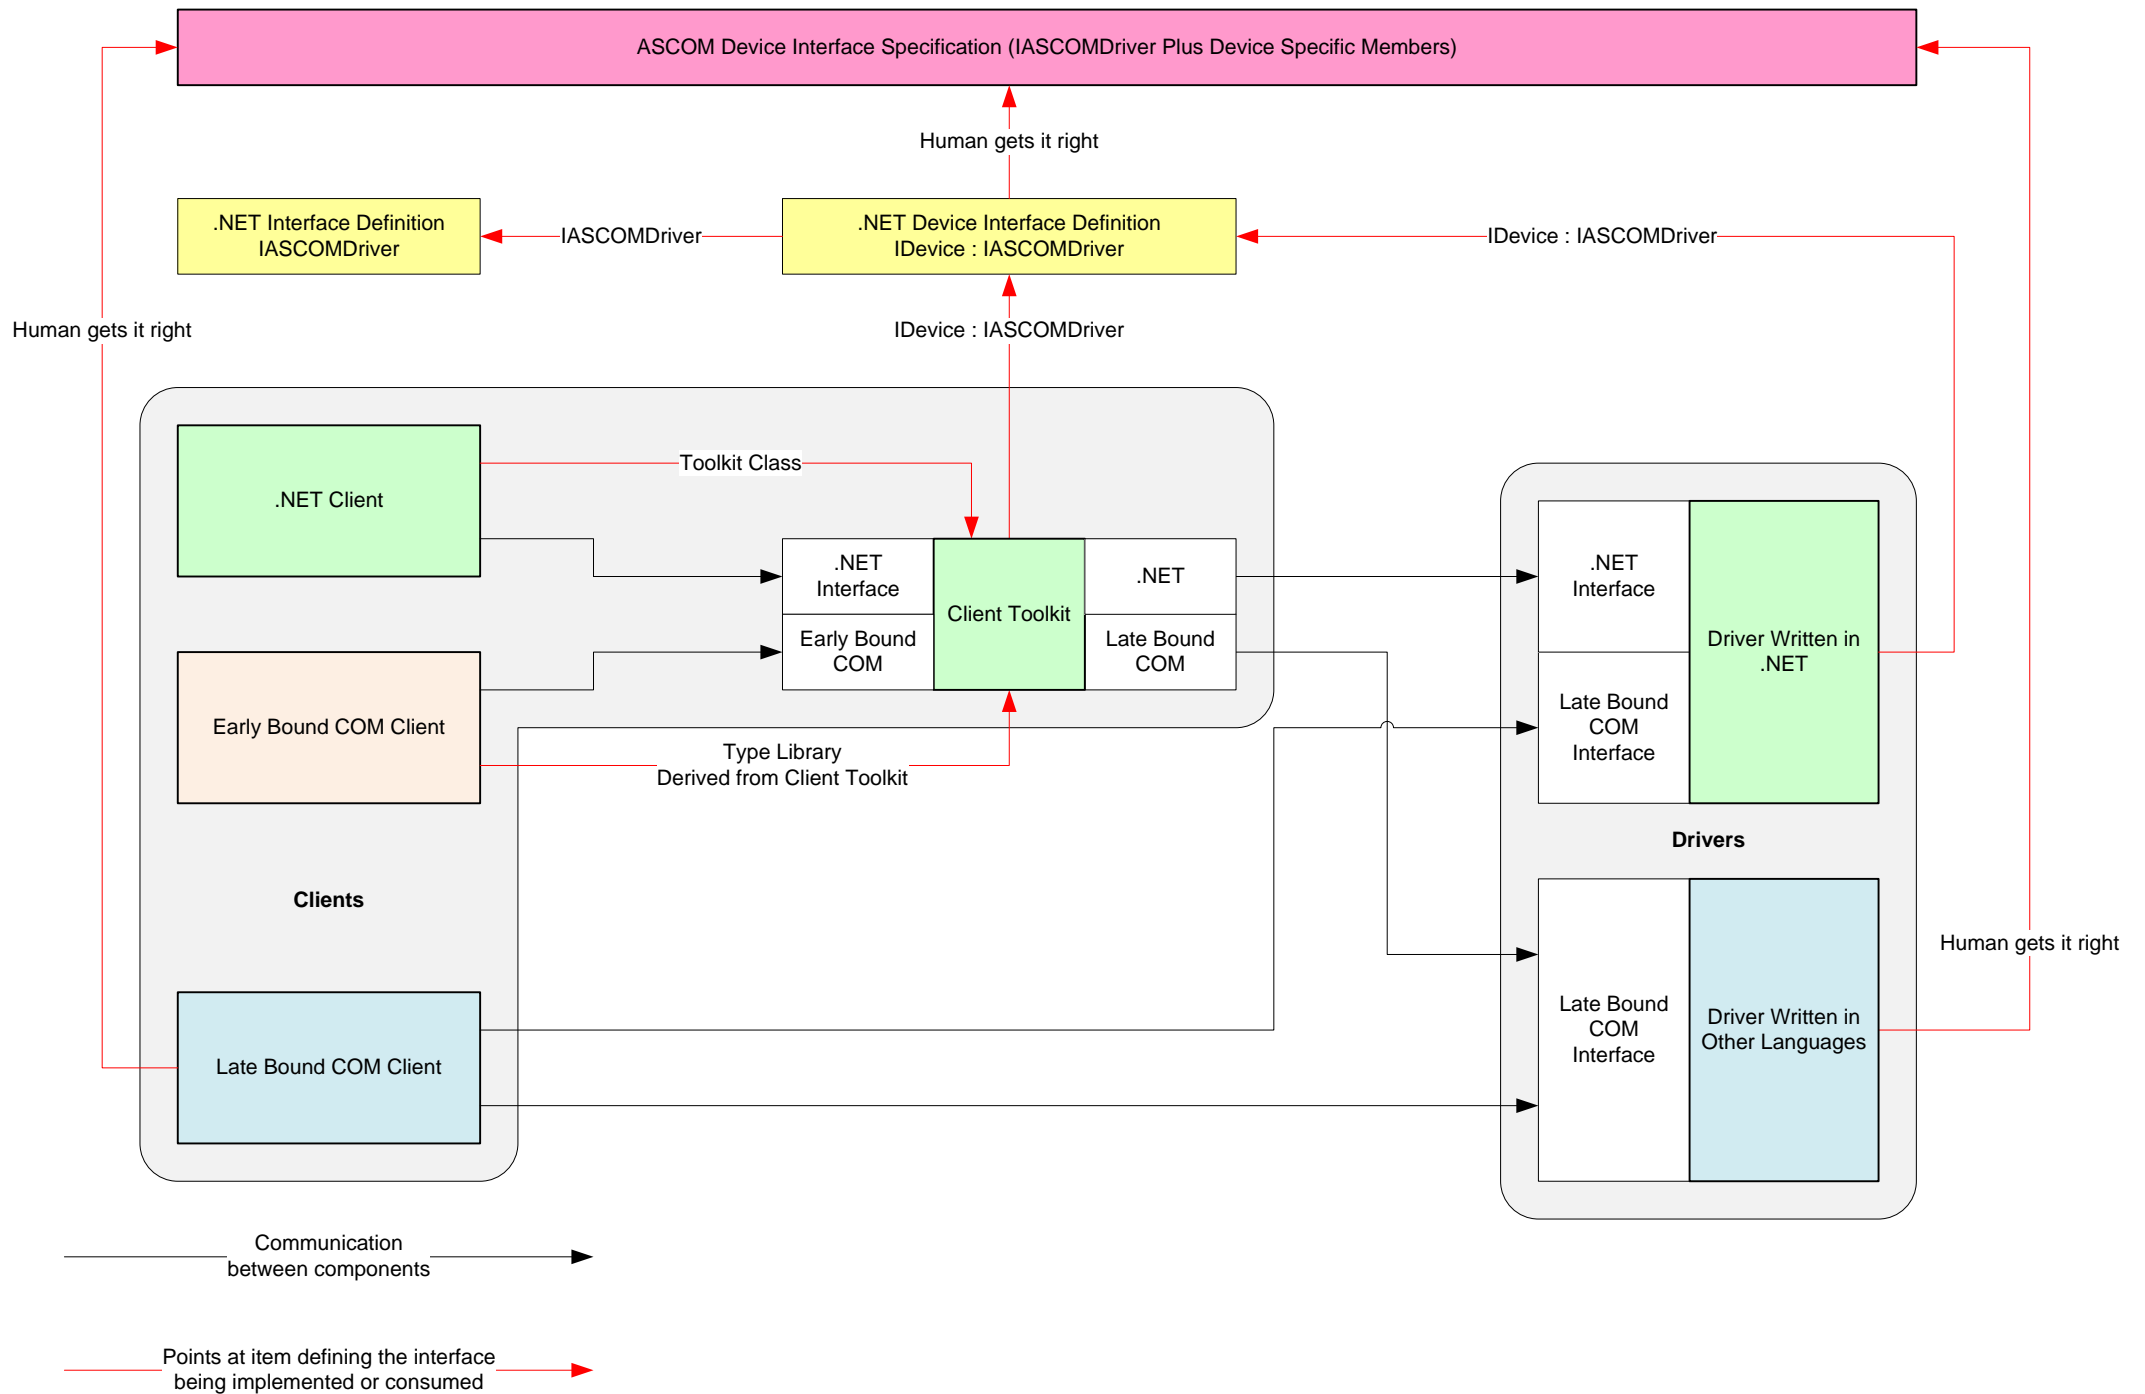 ASCOM Device Interface Specification (IASCOMDriver Plus Device Specific Members)
Human gets it right
.NET Interface Definition
IASCOMDriver
IASCOMDriver
.NET Device Interface Definition
IDevice : IASCOMDriver
IDevice : IASCOMDriver
Human gets it right
IDevice : IASCOMDriver
.NET Client
Toolkit Class
.NET
Interface
Client Toolkit
.NET
Early Bound
COM
Late Bound
COM
Early Bound COM Client
Type Library
Derived from Client Toolkit
Clients
Late Bound COM Client
.NET
Interface
Driver Written in
.NET
Late Bound
COM
Interface
Drivers
Late Bound
COM
Interface
Driver Written in
Other Languages
Human gets it right
Communication
between components
Points at item defining the interface
being implemented or consumed